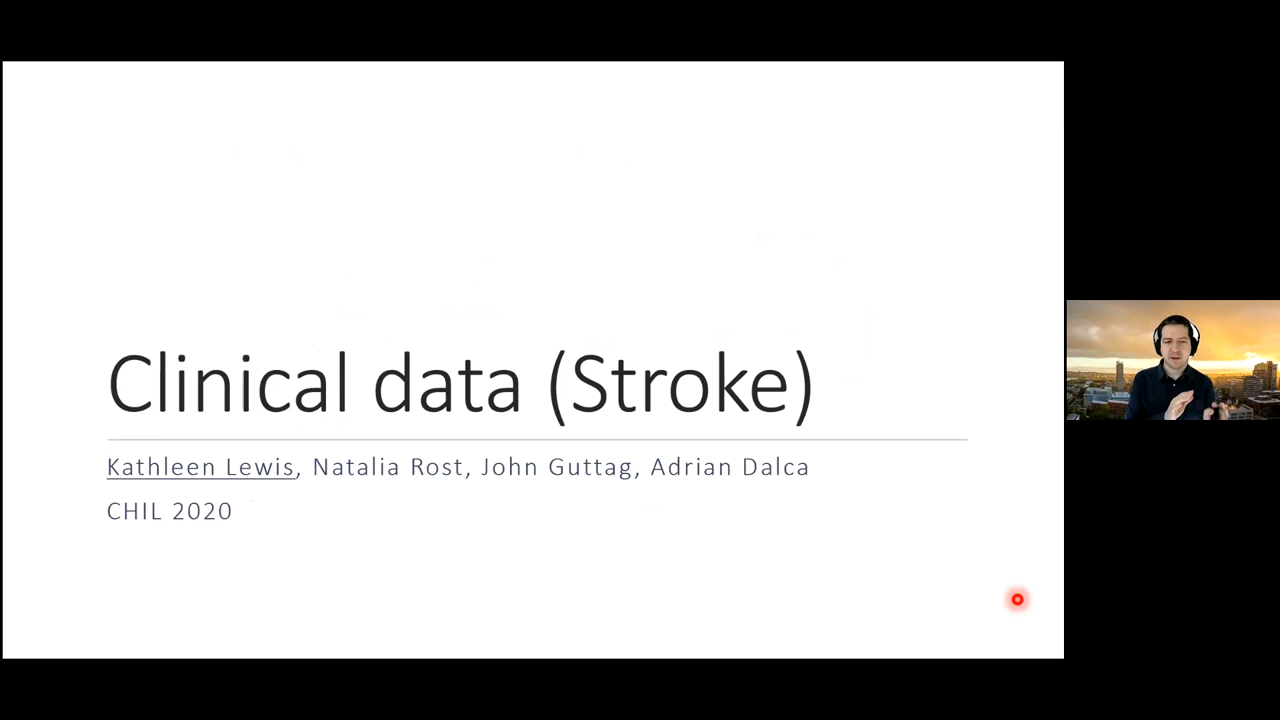 Clinical data (Stroke)
Kathleen Lewis, Natalia Rost, John Guttag, Adrian Dalca
CHIL 2020